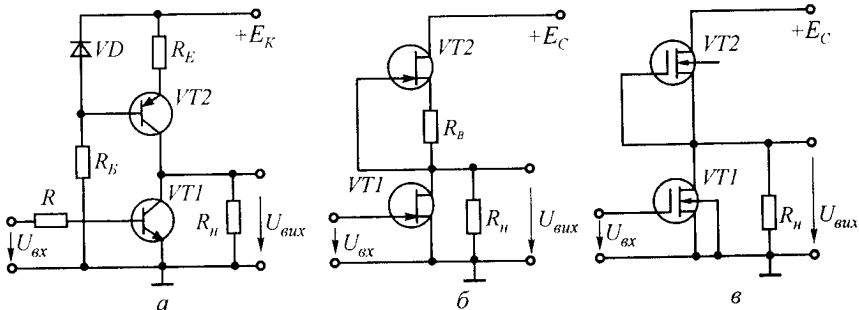 +E_K
VD
R_E
VT2
R_Б
VT1
R
R_н
U_вх
U_вих
а
+E_C
VT2
R_в
VT1
R_н
U_вх
U_вих
б
+E_C
VT2
VT1
R_н
U_вх
U_вих
в